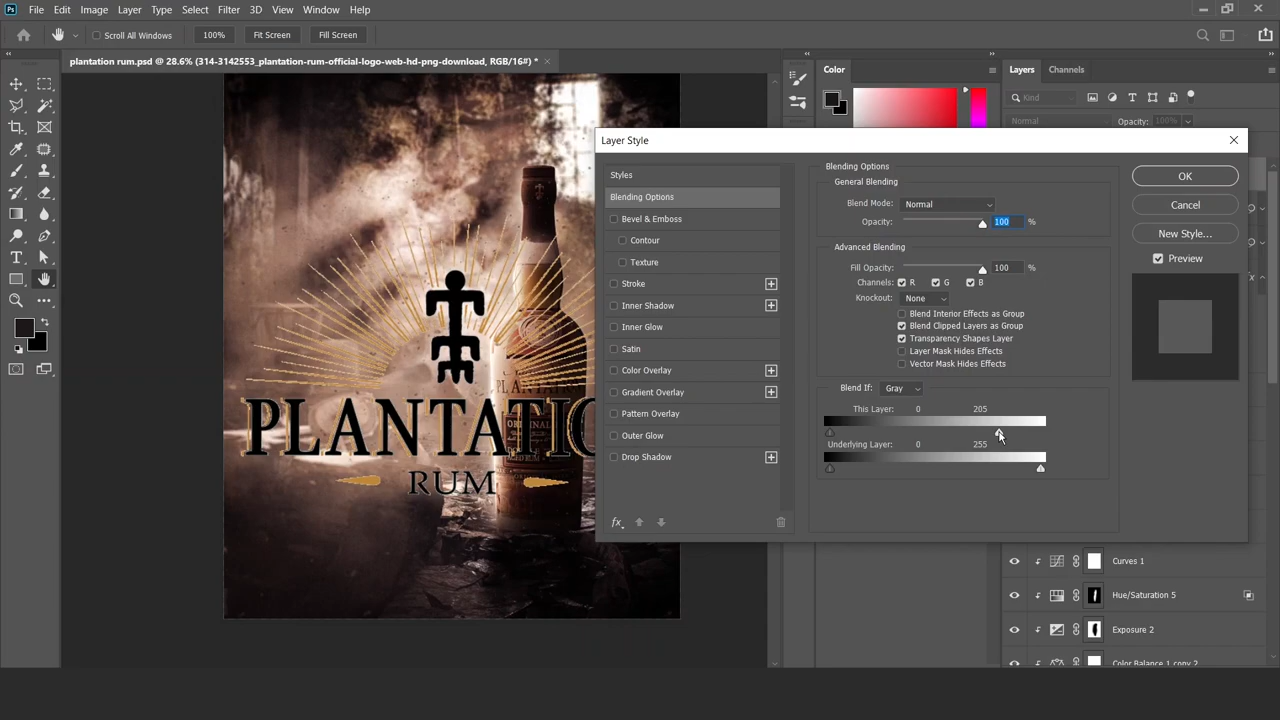 Ps File Edit Image Layer Type Select Filter 3D View Window Help
Scroll All Windows 100% Fit Screen Fill Screen
plantation rum.psd @ 28.6% (314-3142553_plantation-rum-official-logo-web-hd-png-download, RGB/16#) *
Color
Layers Channels
Kind
Normal Opacity: 100%
Layer Style
Styles
Blending Options
Bevel & Emboss
Contour
Texture
Stroke
Inner Shadow
Inner Glow
Satin
Color Overlay
Gradient Overlay
Pattern Overlay
Outer Glow
Drop Shadow
fx
Blending Options
General Blending
Blend Mode: Normal
Opacity: 100 %
Advanced Blending
Fill Opacity: 100 %
Channels: R G B
Knockout: None
Blend Interior Effects as Group
Blend Clipped Layers as Group
Transparency Shapes Layer
Layer Mask Hides Effects
Vector Mask Hides Effects
Blend If: Gray
This Layer: 0 205
Underlying Layer: 0 255
OK
Cancel
New Style...
Preview
fx
PLANTATIO
RUM
ORIGINAL
Curves 1
Hue/Saturation 5
Exposure 2
Color Balance 1 copy 2